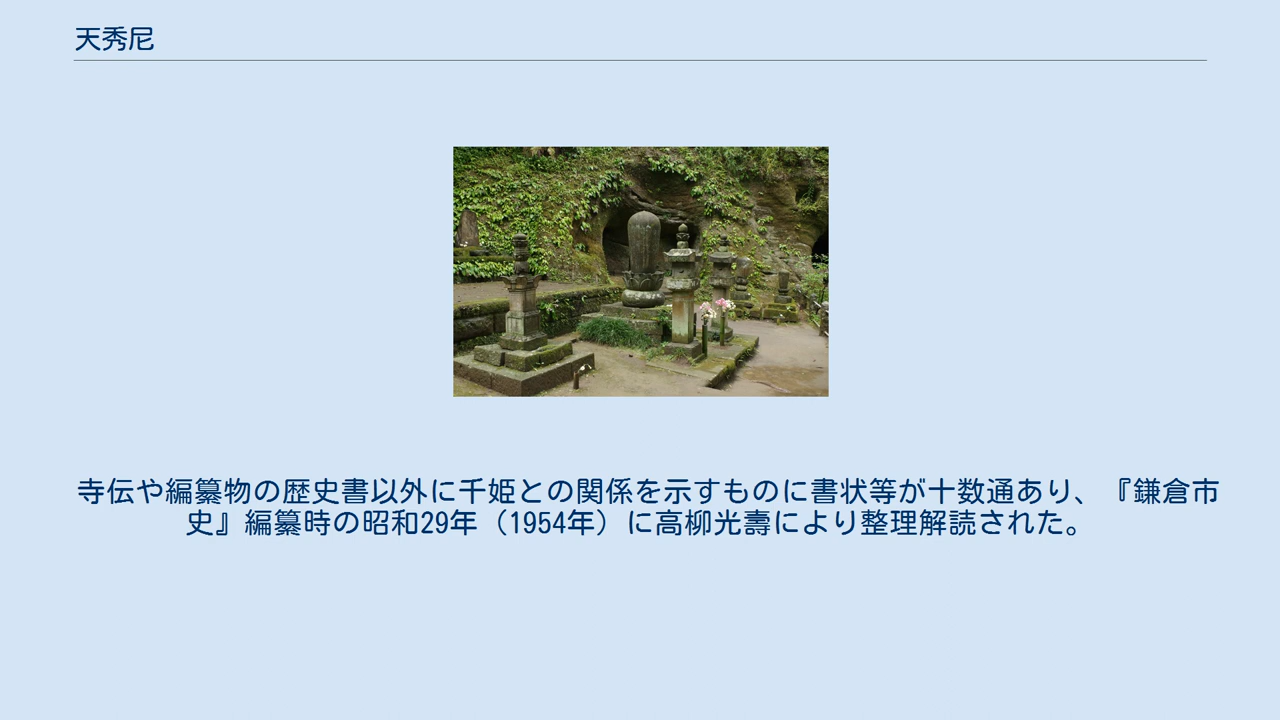 天秀尼
寺伝や編纂物の歴史書以外に千姫との関係を示すものに書状等が十数通あり、『鎌倉市
史』編纂時の昭和29年（1954年）に高柳光壽により整理解読された。